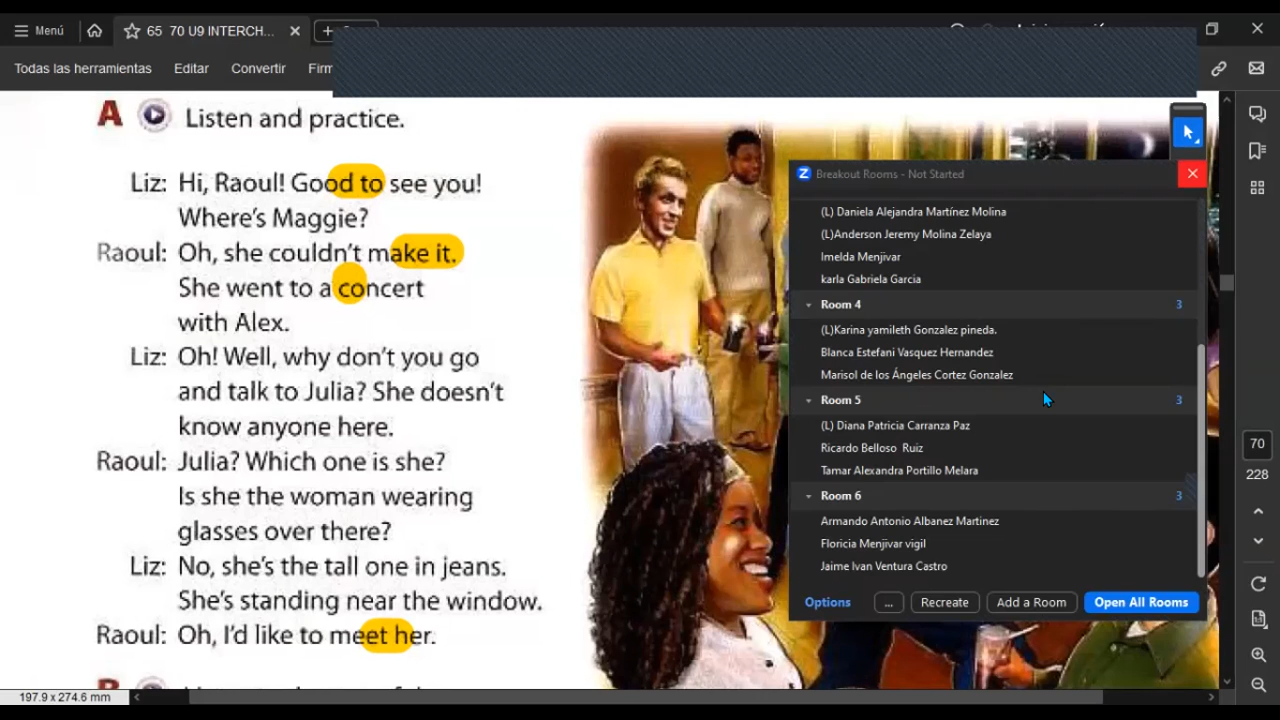 Menú
65 70 U9 INTERCH...
Todas las herramientas
Editar
Convertir
Firm
A Listen and practice.
Liz: Hi, Raoul! Good to see you!
Where's Maggie?
Raoul: Oh, she couldn't make it.
She went to a concert
with Alex.
Liz: Oh! Well, why don't you go
and talk to Julia? She doesn't
know anyone here.
Raoul: Julia? Which one is she?
Is she the woman wearing
glasses over there?
Liz: No, she's the tall one in jeans.
She's standing near the window.
Raoul: Oh, I'd like to meet her.
Breakout Rooms - Not Started
(L) Daniela Alejandra Martínez Molina
(L)Anderson Jeremy Molina Zelaya
Imelda Menjivar
karla Gabriela Garcia
Room 4 3
(L)Karina yamileth Gonzalez pineda.
Blanca Estefani Vasquez Hernandez
Marisol de los Ángeles Cortez Gonzalez
Room 5 3
(L) Diana Patricia Carranza Paz
Ricardo Belloso Ruiz
Tamar Alexandra Portillo Melara
Room 6 3
Armando Antonio Albanez Martinez
Floricia Menjivar vigil
Jaime Ivan Ventura Castro
Options
...
Recreate
Add a Room
Open All Rooms
70
228
197.9 x 274.6 mm